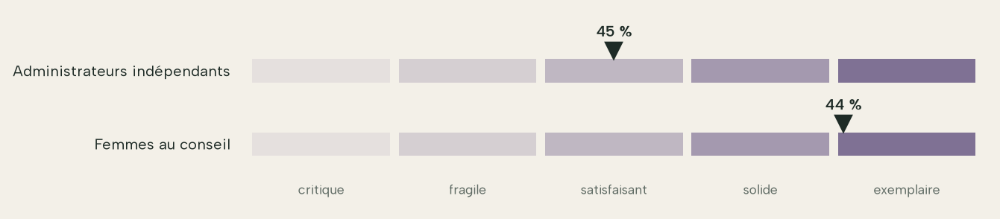 45 %
Administrateurs indépendants
44 %
Femmes au conseil
critique fragile satisfaisant solide exemplaire